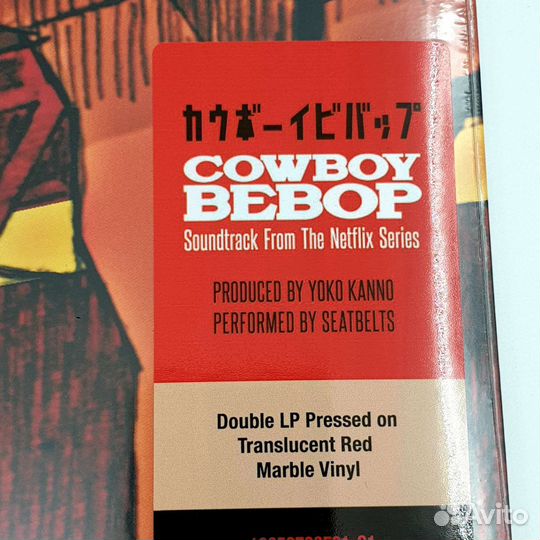 カウボーイビバップ
COWBOY
BEBOP
Soundtrack From The Netflix Series
PRODUCED BY YOKO KANNO
PERFORMED BY SEATBELTS
Double LP Pressed on
Translucent Red
Marble Vinyl
Avito